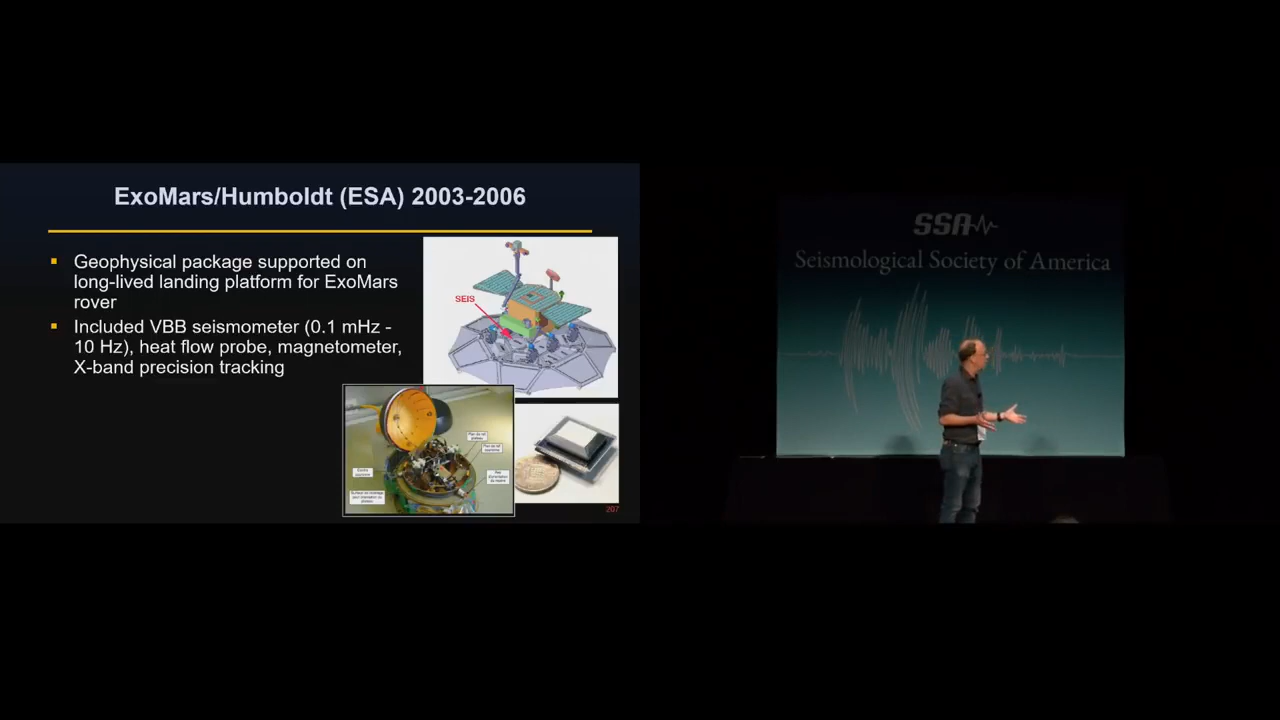 ExoMars/Humboldt (ESA) 2003-2006
Geophysical package supported on
long-lived landing platform for ExoMars
rover
Included VBB seismometer (0.1 mHz -
10 Hz), heat flow probe, magnetometer,
X-band precision tracking
SEIS
207
SSA
Seismological Society of America